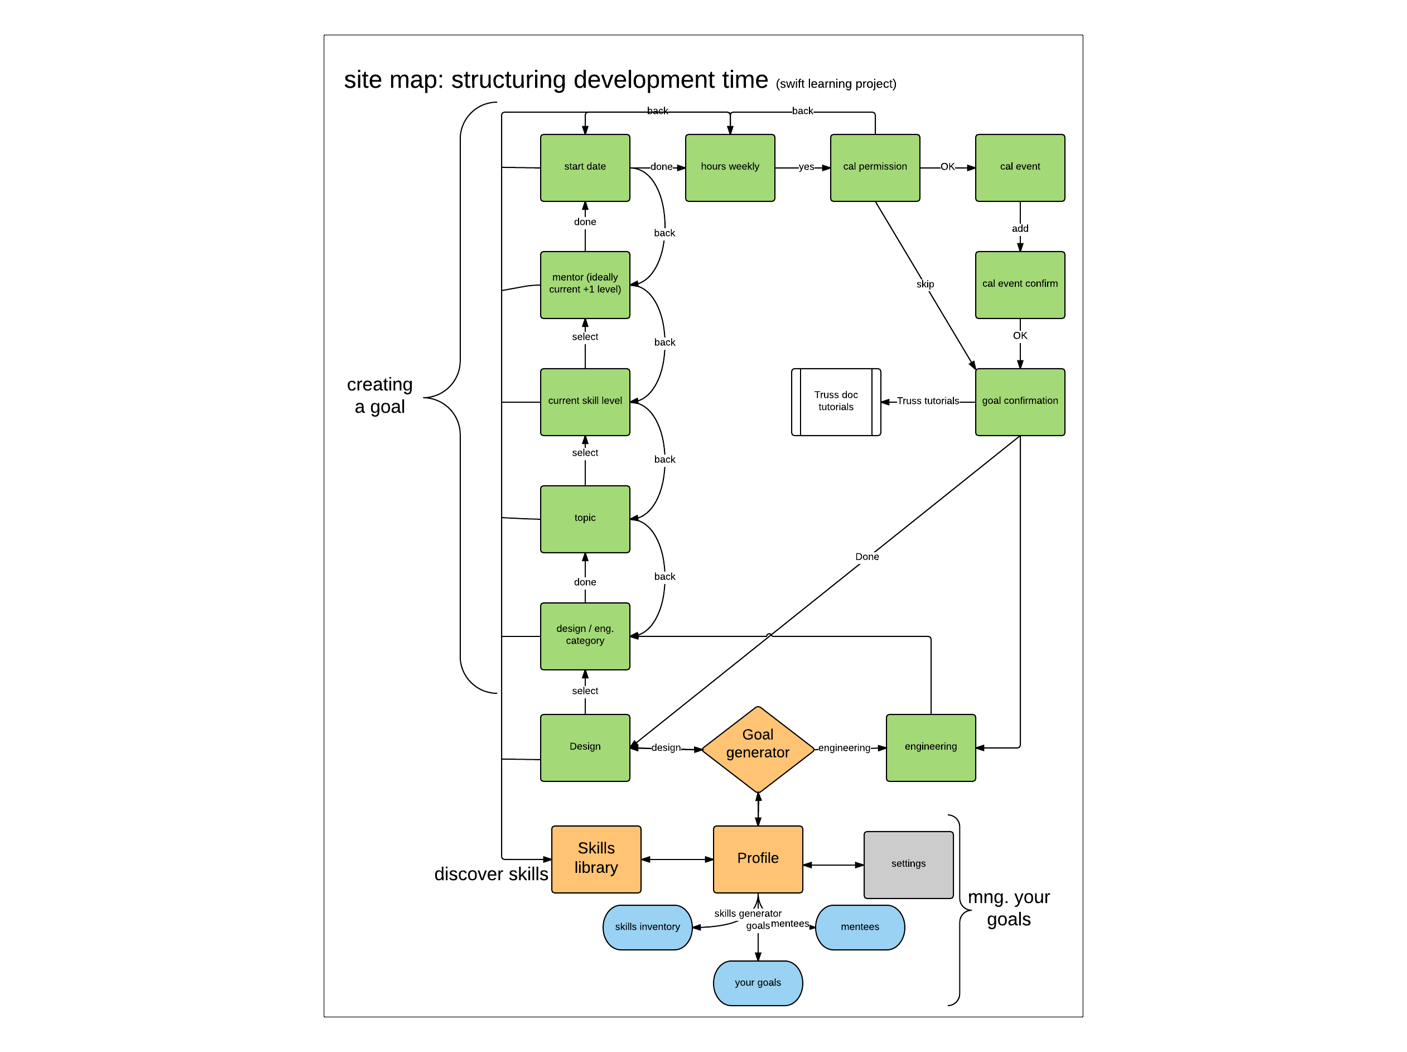 site map: structuring development time (swift learning project)
back
back
start date
done
hours weekly
yes
cal permission
OK
cal event
done
back
add
mentor (ideally
current +1 level)
skip
cal event confirm
select
back
OK
creating
a goal
current skill level
Truss doc
tutorials
Truss tutorials
goal confirmation
select
back
topic
Done
done
back
design / eng.
category
select
Design
design
Goal
generator
engineering
engineering
Skills
library
Profile
settings
discover skills
mng. your
goals
skills inventory
skills generator
goals
mentees
mentees
your goals